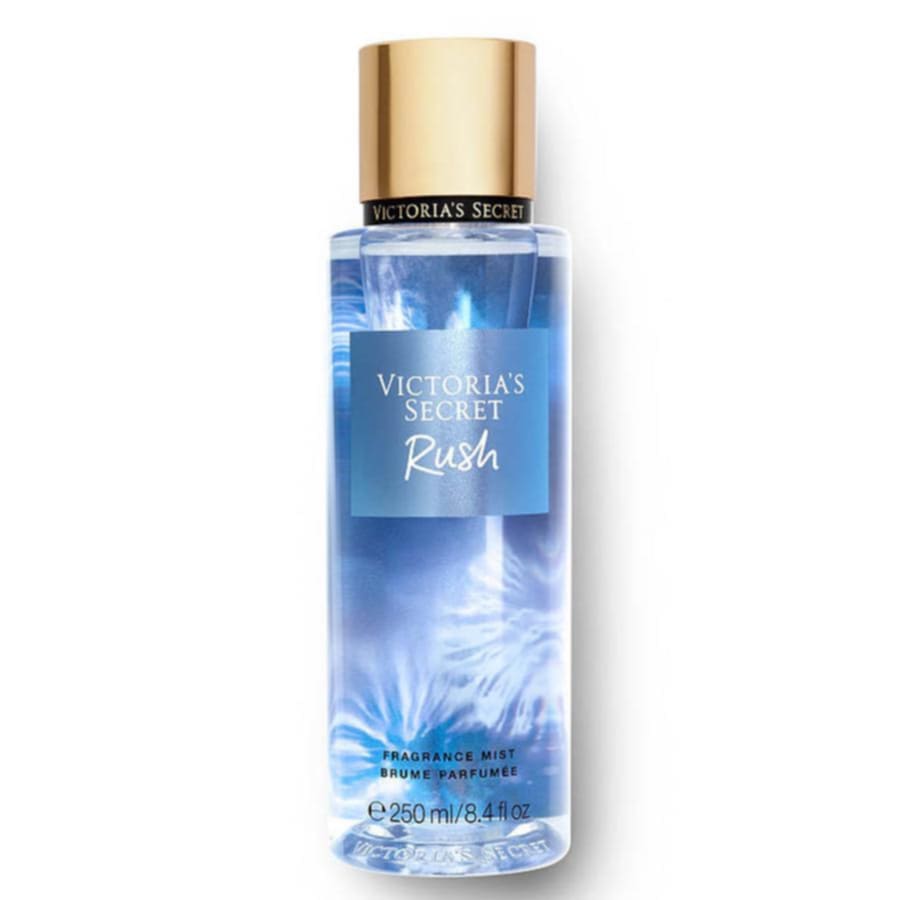 VICTORIA'S SECRET
VICTORIA'S
SECRET
Rush
FRAGRANCE MIST
BRUME PARFUMÉE
℮ 250 ml/8.4 fl oz
VICTORIA'S SECRET